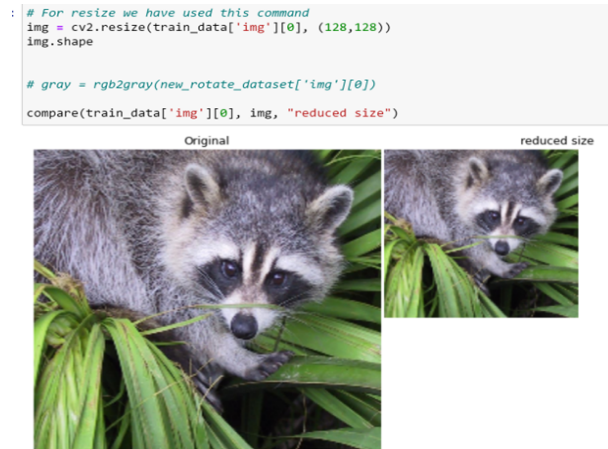 : # For resize we have used this command
img = cv2.resize(train_data['img'][0], (128,128))
img.shape
# gray = rgb2gray(new_rotate_dataset['img'][0])
compare(train_data['img'][0], img, "reduced size")
Original
reduced size